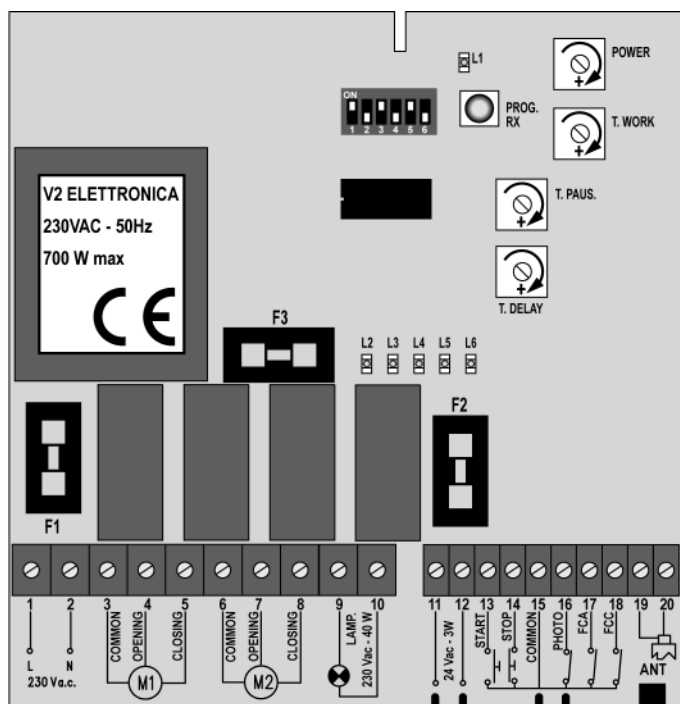 L1
POWER
ON
1 2 3 4 5 6
PROG.
RX
T. WORK
V2 ELETTRONICA
230VAC - 50Hz
700 W max
CE
T. PAUS.
T. DELAY
F3
L2 L3 L4 L5 L6
F1
F2
1 2 3 4 5 6 7 8 9 10
11 12 13 14 15 16 17 18 19 20
L N
230 Va.c.
COMMON
OPENING
CLOSING
M1
COMMON
OPENING
CLOSING
M2
LAMP.
230 Vac - 40 W
24 Vac - 3W
START
STOP
COMMON
PHOTO
FCA
FCC
ANT